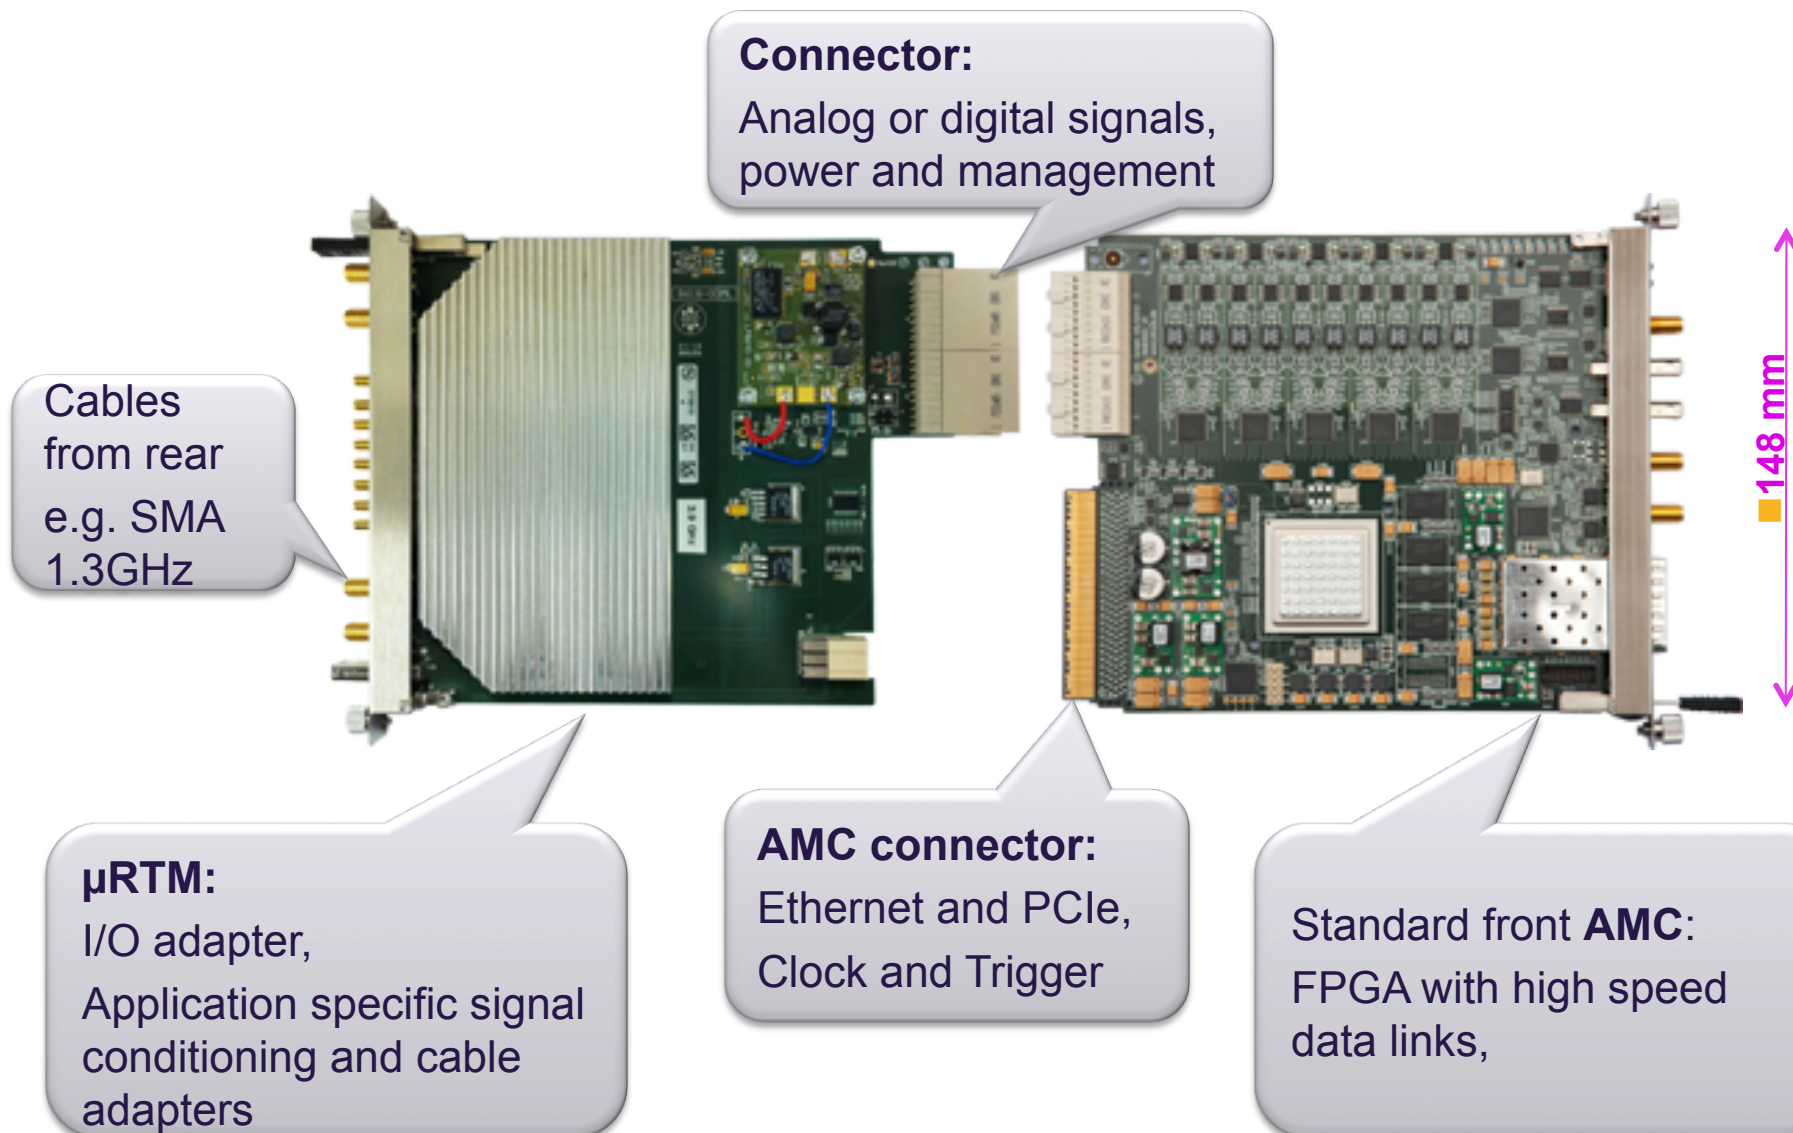 Connector:
Analog or digital signals,
power and management
Cables
from rear
e.g. SMA
1.3GHz
148 mm
µRTM:
I/O adapter,
Application specific signal
conditioning and cable
adapters
AMC connector:
Ethernet and PCIe,
Clock and Trigger
Standard front AMC:
FPGA with high speed
data links,